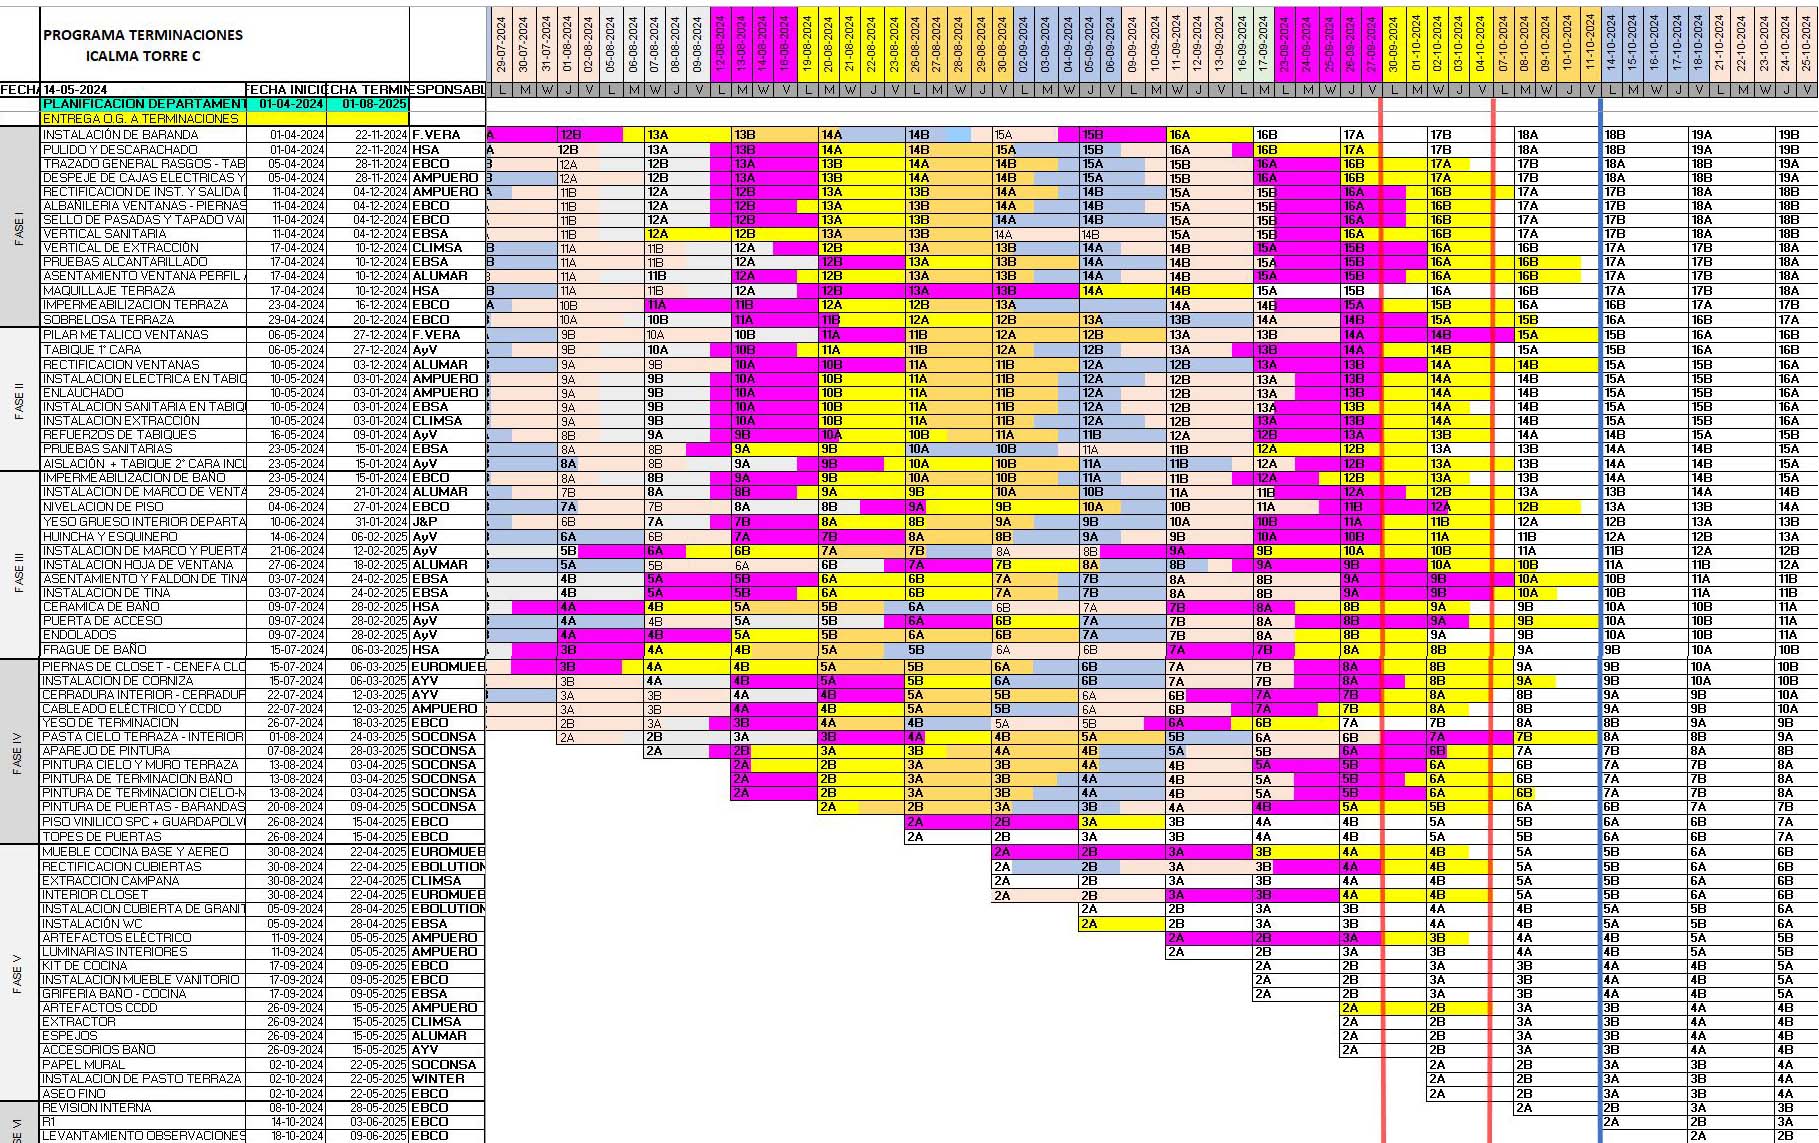 PROGRAMA TERMINACIONES
ICALMA TORRE C
29-07-2024 30-07-2024 31-07-2024 01-08-2024 02-08-2024 05-08-2024 06-08-2024 07-08-2024 08-08-2024 09-08-2024 12-08-2024 13-08-2024 14-08-2024 16-08-2024 19-08-2024 20-08-2024 21-08-2024 22-08-2024 23-08-2024 26-08-2024 27-08-2024 28-08-2024 29-08-2024 30-08-2024 02-09-2024 03-09-2024 04-09-2024 05-09-2024 06-09-2024 09-09-2024 10-09-2024 11-09-2024 12-09-2024 13-09-2024 16-09-2024 17-09-2024 23-09-2024 24-09-2024 25-09-2024 26-09-2024 27-09-2024 30-09-2024 01-10-2024 02-10-2024 03-10-2024 04-10-2024 07-10-2024 08-10-2024 09-10-2024 10-10-2024 11-10-2024 14-10-2024 15-10-2024 16-10-2024 17-10-2024 18-10-2024 21-10-2024 22-10-2024 23-10-2024 24-10-2024 25-10-2024
FECHA 14-05-2024 FECHA INICIO ECHA TERMIN ESPONSABL
PLANIFICACION DEPARTAMENT 01-04-2024 01-08-2025
ENTREGA O.G. A TERMINACIONES
FASE I
INSTALACIÓN DE BARANDA 01-04-2024 22-11-2024 F.VERA A 12B 13A 13B 14A 14B 15A 15B 16A 16B 17A 17B 18A 18B 19A 19B
PULIDO Y DESCARACHADO 01-04-2024 22-11-2024 HSA A 12B 13A 13B 14A 14B 15A 15B 16A 16B 17A 17B 18A 18B 19A 19B
TRAZADO GENERAL RASGOS - TAB 05-04-2024 28-11-2024 EBCO 12A 12B 13A 13B 14A 14B 15A 15B 16A 16B 17A 17B 18A 18B 19A
DESPEJE DE CAJAS ELECTRICAS Y 05-04-2024 28-11-2024 AMPUERO 12A 12B 13A 13B 14A 14B 15A 15B 16A 16B 17A 17B 18A 18B 19A
RECTIFICACION DE INST. Y SALIDA 11-04-2024 04-12-2024 AMPUERO 11B 12A 12B 13A 13B 14A 14B 15A 15B 16A 16B 17A 17B 18A 18B
ALBAÑILERIA VENTANAS - PIERNAS 11-04-2024 04-12-2024 EBCO 11B 12A 12B 13A 13B 14A 14B 15A 15B 16A 16B 17A 17B 18A 18B
SELLO DE PASADAS Y TAPADO VAI 11-04-2024 04-12-2024 EBCO 11B 12A 12B 13A 13B 14A 14B 15A 15B 16A 16B 17A 17B 18A 18B
VERTICAL SANITARIA 11-04-2024 04-12-2024 EBSA 11B 12A 12B 13A 13B 14A 14B 15A 15B 16A 16B 17A 17B 18A 18B
VERTICAL DE EXTRACCIÓN 17-04-2024 10-12-2024 CLIMSA B 11A 11B 12A 12B 13A 13B 14A 14B 15A 15B 16A 16B 17A 17B 18A
PRUEBAS ALCANTARILLADO 17-04-2024 10-12-2024 EBSA B 11A 11B 12A 12B 13A 13B 14A 14B 15A 15B 16A 16B 17A 17B 18A
ASENTAMIENTO VENTANA PERFIL 17-04-2024 10-12-2024 ALUMAR 11A 11B 12A 12B 13A 13B 14A 14B 15A 15B 16A 16B 17A 17B 18A
MAQUILLAJE TERRAZA 17-04-2024 10-12-2024 HSA B 11A 11B 12A 12B 13A 13B 14A 14B 15A 15B 16A 16B 17A 17B 18A
IMPERMEABILIZACION TERRAZA 23-04-2024 16-12-2024 EBCO A 10B 11A 11B 12A 12B 13A 13B 14A 14B 15A 15B 16A 16B 17A 17B
SOBRELOSA TERRAZA 29-04-2024 20-12-2024 EBCO 10A 10B 11A 11B 12A 12B 13A 13B 14A 14B 15A 15B 16A 16B 17A
FASE II
PILAR METALICO VENTANAS 06-05-2024 27-12-2024 F.VERA 9B 10A 10B 11A 11B 12A 12B 13A 13B 14A 14B 15A 15B 16A 16B
TABIQUE 1° CARA 06-05-2024 27-12-2024 AyV 9B 10A 10B 11A 11B 12A 12B 13A 13B 14A 14B 15A 15B 16A 16B
RECTIFICACION VENTANAS 10-05-2024 03-12-2024 ALUMAR 9A 9B 10A 10B 11A 11B 12A 12B 13A 13B 14A 14B 15A 15B 16A
INSTALACION ELECTRICA EN TABIQ 10-05-2024 03-01-2024 AMPUERO 9A 9B 10A 10B 11A 11B 12A 12B 13A 13B 14A 14B 15A 15B 16A
ENLAUCHADO 10-05-2024 03-01-2024 AMPUERO 9A 9B 10A 10B 11A 11B 12A 12B 13A 13B 14A 14B 15A 15B 16A
INSTALACION SANITARIA EN TABIQ 10-05-2024 03-01-2024 EBSA 9A 9B 10A 10B 11A 11B 12A 12B 13A 13B 14A 14B 15A 15B 16A
INSTALACION EXTRACCIÓN 10-05-2024 03-01-2024 CLIMSA 9A 9B 10A 10B 11A 11B 12A 12B 13A 13B 14A 14B 15A 15B 16A
REFUERZOS DE TABIQUES 16-05-2024 09-01-2024 AyV 8B 9A 9B 10A 10B 11A 11B 12A 12B 13A 13B 14A 14B 15A 15B
PRUEBAS SANITARIAS 23-05-2024 15-01-2024 EBSA 8A 8B 9A 9B 10A 10B 11A 11B 12A 12B 13A 13B 14A 14B 15A
AISLACIÓN + TABIQUE 2° CARA INCL 23-05-2024 15-01-2024 AyV 8A 8B 9A 9B 10A 10B 11A 11B 12A 12B 13A 13B 14A 14B 15A
FASE III
IMPERMEABILIZACION DE BAÑO 23-05-2024 15-01-2024 EBCO 8A 8B 9A 9B 10A 10B 11A 11B 12A 12B 13A 13B 14A 14B 15A
INSTALACION DE MARCO DE VENTA 29-05-2024 21-01-2024 ALUMAR 7B 8A 8B 9A 9B 10A 10B 11A 11B 12A 12B 13A 13B 14A 14B
NIVELACION DE PISO 04-06-2024 27-01-2024 EBCO 7A 7B 8A 8B 9A 9B 10A 10B 11A 11B 12A 12B 13A 13B 14A
YESO GRUESO INTERIOR DEPARTA 10-06-2024 31-01-2024 J&P 6B 7A 7B 8A 8B 9A 9B 10A 10B 11A 11B 12A 12B 13A 13B
HUINCHA Y ESQUINERO 14-06-2024 06-02-2025 AyV 6A 6B 7A 7B 8A 8B 9A 9B 10A 10B 11A 11B 12A 12B 13A
INSTALACION DE MARCO Y PUERTA 21-06-2024 12-02-2025 AyV 5B 6A 6B 7A 7B 8A 8B 9A 9B 10A 10B 11A 11B 12A 12B
INSTALACION HOJA DE VENTANA 27-06-2024 18-02-2025 ALUMAR 5A 5B 6A 6B 7A 7B 8A 8B 9A 9B 10A 10B 11A 11B 12A
ASENTAMIENTO Y FALDON DE TINA 03-07-2024 24-02-2025 EBSA 4B 5A 5B 6A 6B 7A 7B 8A 8B 9A 9B 10A 10B 11A 11B
INSTALACION DE TINA 03-07-2024 24-02-2025 EBSA 4B 5A 5B 6A 6B 7A 7B 8A 8B 9A 9B 10A 10B 11A 11B
CERAMICA DE BAÑO 09-07-2024 28-02-2025 HSA 4A 4B 5A 5B 6A 6B 7A 7B 8A 8B 9A 9B 10A 10B 11A
PUERTA DE ACCESO 09-07-2024 28-02-2025 AyV 4A 4B 5A 5B 6A 6B 7A 7B 8A 8B 9A 9B 10A 10B 11A
ENDOLADOS 09-07-2024 28-02-2025 AyV 4A 4B 5A 5B 6A 6B 7A 7B 8A 8B 9A 9B 10A 10B 11A
FRAGUE DE BAÑO 15-07-2024 06-03-2025 HSA 3B 4A 4B 5A 5B 6A 6B 7A 7B 8A 8B 9A 9B 10A 10B
FASE IV
PIERNAS DE CLOSET - CENEFA CLO 15-07-2024 06-03-2025 EUROMUEB 3B 4A 4B 5A 5B 6A 6B 7A 7B 8A 8B 9A 9B 10A 10B
INSTALACION DE CORNIZA 15-07-2024 06-03-2025 AYV 3B 4A 4B 5A 5B 6A 6B 7A 7B 8A 8B 9A 9B 10A 10B
CERRADURA INTERIOR - CERRADUR 22-07-2024 12-03-2025 AYV 3A 3B 4A 4B 5A 5B 6A 6B 7A 7B 8A 8B 9A 9B 10A
CABLEADO ELÉCTRICO Y CCDD 22-07-2024 12-03-2025 AMPUERO 3A 3B 4A 4B 5A 5B 6A 6B 7A 7B 8A 8B 9A 9B 10A
YESO DE TERMINACION 26-07-2024 18-03-2025 EBCO 2B 3A 3B 4A 4B 5A 5B 6A 6B 7A 7B 8A 8B 9A 9B
PASTA CIELO TERRAZA - INTERIOR 01-08-2024 24-03-2025 SOCONSA 2A 2B 3A 3B 4A 4B 5A 5B 6A 6B 7A 7B 8A 8B 9A
APAREJO DE PINTURA 07-08-2024 28-03-2025 SOCONSA 2A 2B 3A 3B 4A 4B 5A 5B 6A 6B 7A 7B 8A 8B
PINTURA CIELO Y MURO TERRAZA 13-08-2024 03-04-2025 SOCONSA 2A 2B 3A 3B 4A 4B 5A 5B 6A 6B 7A 7B 8A
PINTURA DE TERMINACION BAÑO 13-08-2024 03-04-2025 SOCONSA 2A 2B 3A 3B 4A 4B 5A 5B 6A 6B 7A 7B 8A
PINTURA DE TERMINACION CIELO-M 13-08-2024 03-04-2025 SOCONSA 2A 2B 3A 3B 4A 4B 5A 5B 6A 6B 7A 7B 8A
PINTURA DE PUERTAS - BARANDAS 20-08-2024 09-04-2025 SOCONSA 2A 2B 3A 3B 4A 4B 5A 5B 6A 6B 7A 7B
PISO VINILICO SPC + GUARDAPOLV 26-08-2024 15-04-2025 EBCO 2A 2B 3A 3B 4A 4B 5A 5B 6A 6B 7A
TOPES DE PUERTAS 26-08-2024 15-04-2025 EBCO 2A 2B 3A 3B 4A 4B 5A 5B 6A 6B 7A
FASE V
MUEBLE COCINA BASE Y AEREO 30-08-2024 22-04-2025 EUROMUEB 2A 2B 3A 3B 4A 4B 5A 5B 6A 6B
RECTIFICACION CUBIERTAS 30-08-2024 22-04-2025 EBOLUTION 2A 2B 3A 3B 4A 4B 5A 5B 6A 6B
EXTRACCION CAMPANA 30-08-2024 22-04-2025 CLIMSA 2A 2B 3A 3B 4A 4B 5A 5B 6A 6B
INTERIOR CLOSET 30-08-2024 22-04-2025 EUROMUEB 2A 2B 3A 3B 4A 4B 5A 5B 6A 6B
INSTALACION CUBIERTA DE GRANIT 05-09-2024 28-04-2025 EBOLUTION 2A 2B 3A 3B 4A 4B 5A 5B 6A
INSTALACIÓN WC 05-09-2024 28-04-2025 EBSA 2A 2B 3A 3B 4A 4B 5A 5B 6A
ARTEFACTOS ELÉCTRICO 11-09-2024 05-05-2025 AMPUERO 2A 2B 3A 3B 4A 4B 5A 5B
LUMINARIAS INTERIORES 11-09-2024 05-05-2025 AMPUERO 2A 2B 3A 3B 4A 4B 5A 5B
KIT DE COCINA 17-09-2024 09-05-2025 EBCO 2A 2B 3A 3B 4A 4B 5A
INSTALACION MUEBLE VANITORIO 17-09-2024 09-05-2025 EBCO 2A 2B 3A 3B 4A 4B 5A
GRIFERIA BAÑO - COCINA 17-09-2024 09-05-2025 EBSA 2A 2B 3A 3B 4A 4B 5A
ARTEFACTOS CCDD 26-09-2024 15-05-2025 AMPUERO 2A 2B 3A 3B 4A 4B
EXTRACTOR 26-09-2024 15-05-2025 CLIMSA 2A 2B 3A 3B 4A 4B
ESPEJOS 26-09-2024 15-05-2025 ALUMAR 2A 2B 3A 3B 4A 4B
ACCESORIOS BAÑO 26-09-2024 15-05-2025 AYV 2A 2B 3A 3B 4A 4B
PAPEL MURAL 02-10-2024 22-05-2025 SOCONSA 2A 2B 3A 3B 4A
INSTALACION DE PASTO TERRAZA 02-10-2024 22-05-2025 WINTER 2A 2B 3A 3B 4A
ASEO FINO 02-10-2024 22-05-2025 EBCO 2A 2B 3A 3B 4A
SE VI
REVISION INTERNA 08-10-2024 28-05-2025 EBCO 2A 2B 3A 3B
R1 14-10-2024 03-06-2025 EBCO 2A 2B 3A
LEVANTAMIENTO OBSERVACIONES 18-10-2024 09-06-2025 EBCO 2A 2B